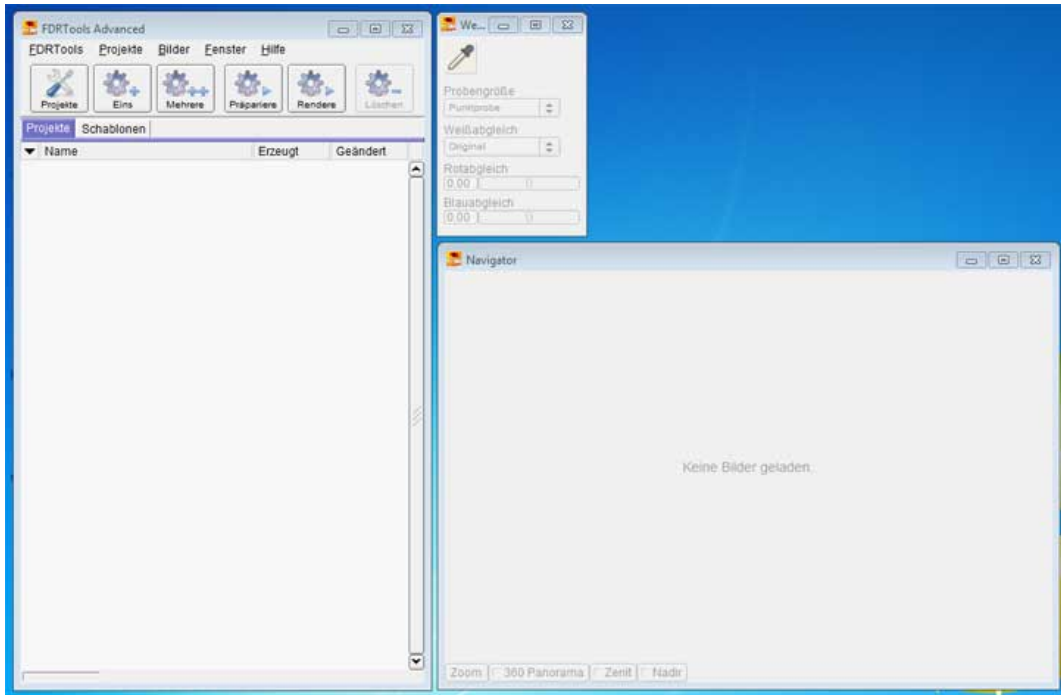 FDRTools Advanced
FDRTools Projekte Bilder Fenster Hilfe
Projekte Eins Mehrere Präpariere Rendere Löschen
Projekte Schablonen
Name Erzeugt Geändert
We...
Probengröße
Punktprobe
Weißabgleich
Original
Rotabgleich
0.00
Blauabgleich
0.00
Navigator
Keine Bilder geladen.
Zoom 360 Panorama Zenit Nadir